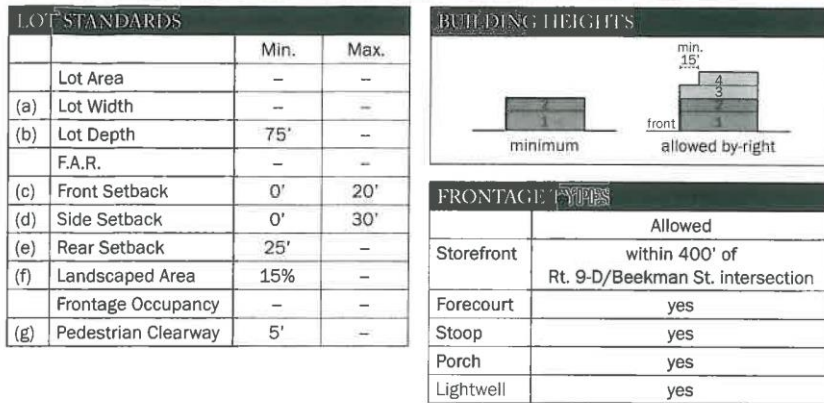 LOT STANDARDS
Min. Max.
Lot Area – –
(a) Lot Width – –
(b) Lot Depth 75' –
F.A.R. – –
(c) Front Setback 0' 20'
(d) Side Setback 0' 30'
(e) Rear Setback 25' –
(f) Landscaped Area 15% –
Frontage Occupancy – –
(g) Pedestrian Clearway 5' –
BUILDING HEIGHTS
min.
15'
4
3
2 2
1 front 1
minimum allowed by-right
FRONTAGE TYPES
Allowed
Storefront within 400' of
Rt. 9-D/Beekman St. intersection
Forecourt yes
Stoop yes
Porch yes
Lightwell yes